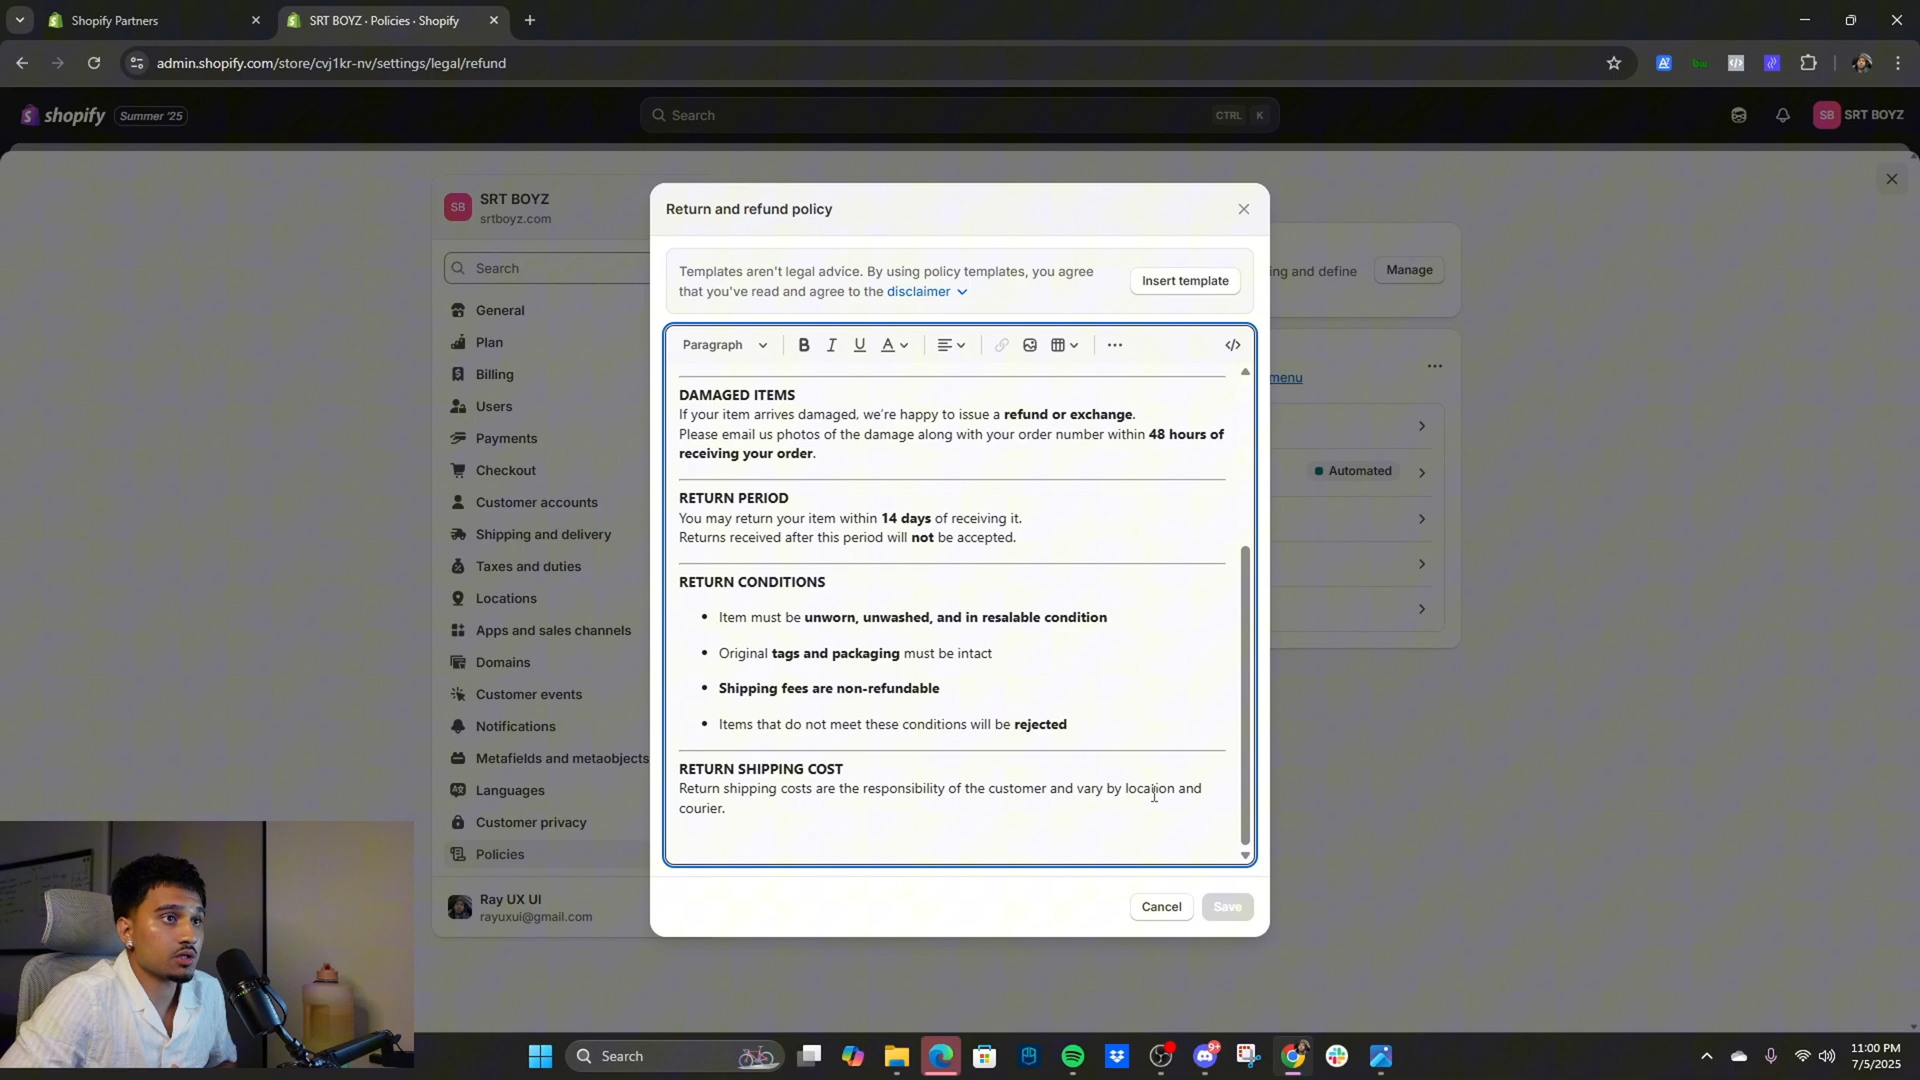 Shopify Partners
SRT BOYZ · Policies · Shopify
admin.shopify.com/store/cvj1kr-nv/settings/legal/refund
shopify
Summer '25
Search
CTRL
K
SB
SRT BOYZ
SB
SRT BOYZ
srtboyz.com
Search
General
Plan
Billing
Users
Payments
Checkout
Customer accounts
Shipping and delivery
Taxes and duties
Locations
Apps and sales channels
Domains
Customer events
Notifications
Metafields and metaobjects
Languages
Customer privacy
Policies
Ray UX UI
rayuxui@gmail.com
Return and refund policy
Templates aren't legal advice. By using policy templates, you agree
that you've read and agree to the disclaimer
Insert template
Paragraph
B
I
U
A
DAMAGED ITEMS
If your item arrives damaged, we're happy to issue a refund or exchange.
Please email us photos of the damage along with your order number within 48 hours of
receiving your order.
RETURN PERIOD
You may return your item within 14 days of receiving it.
Returns received after this period will not be accepted.
RETURN CONDITIONS
• Item must be unworn, unwashed, and in resalable condition
• Original tags and packaging must be intact
• Shipping fees are non-refundable
• Items that do not meet these conditions will be rejected
RETURN SHIPPING COST
Return shipping costs are the responsibility of the customer and vary by location and
courier.
Cancel
Save
ing and define
Manage
menu
Automated
Search
9+
11:00 PM
7/5/2025